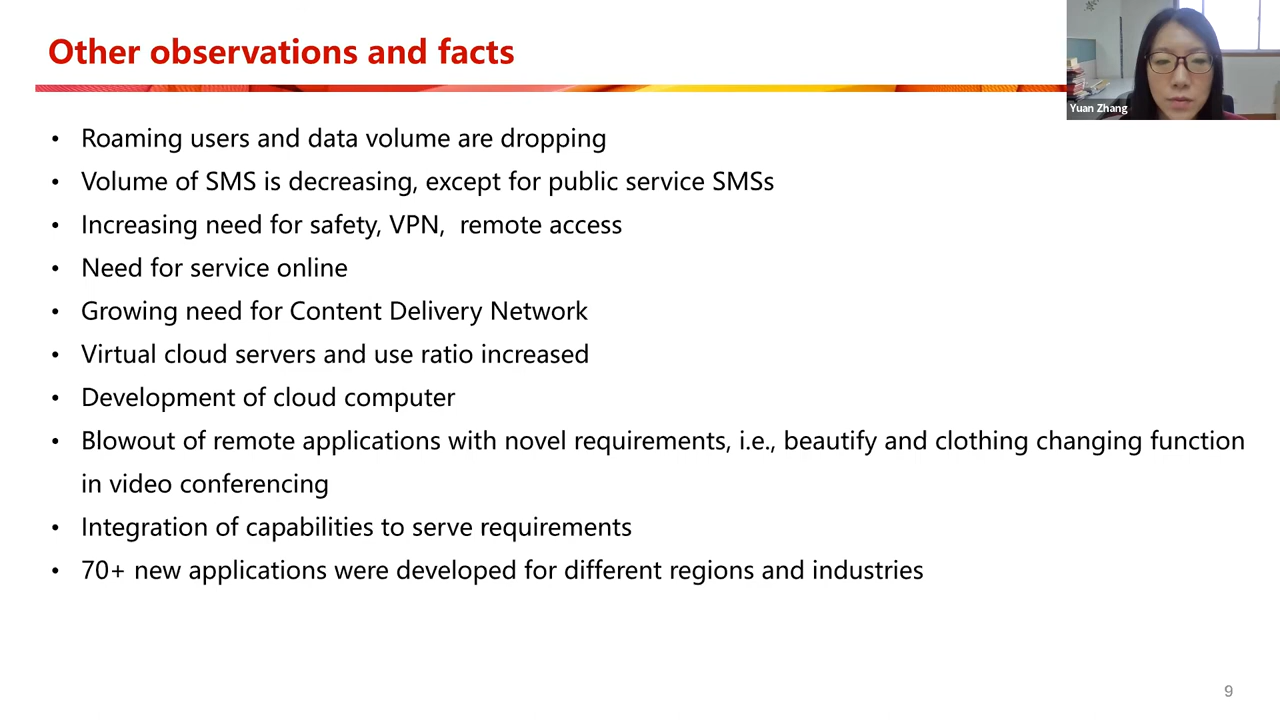 Other observations and facts
Yuan Zhang
• Roaming users and data volume are dropping
• Volume of SMS is decreasing, except for public service SMSs
• Increasing need for safety, VPN,  remote access
• Need for service online
• Growing need for Content Delivery Network
• Virtual cloud servers and use ratio increased
• Development of cloud computer
• Blowout of remote applications with novel requirements, i.e., beautify and clothing changing function
in video conferencing
• Integration of capabilities to serve requirements
• 70+ new applications were developed for different regions and industries
9